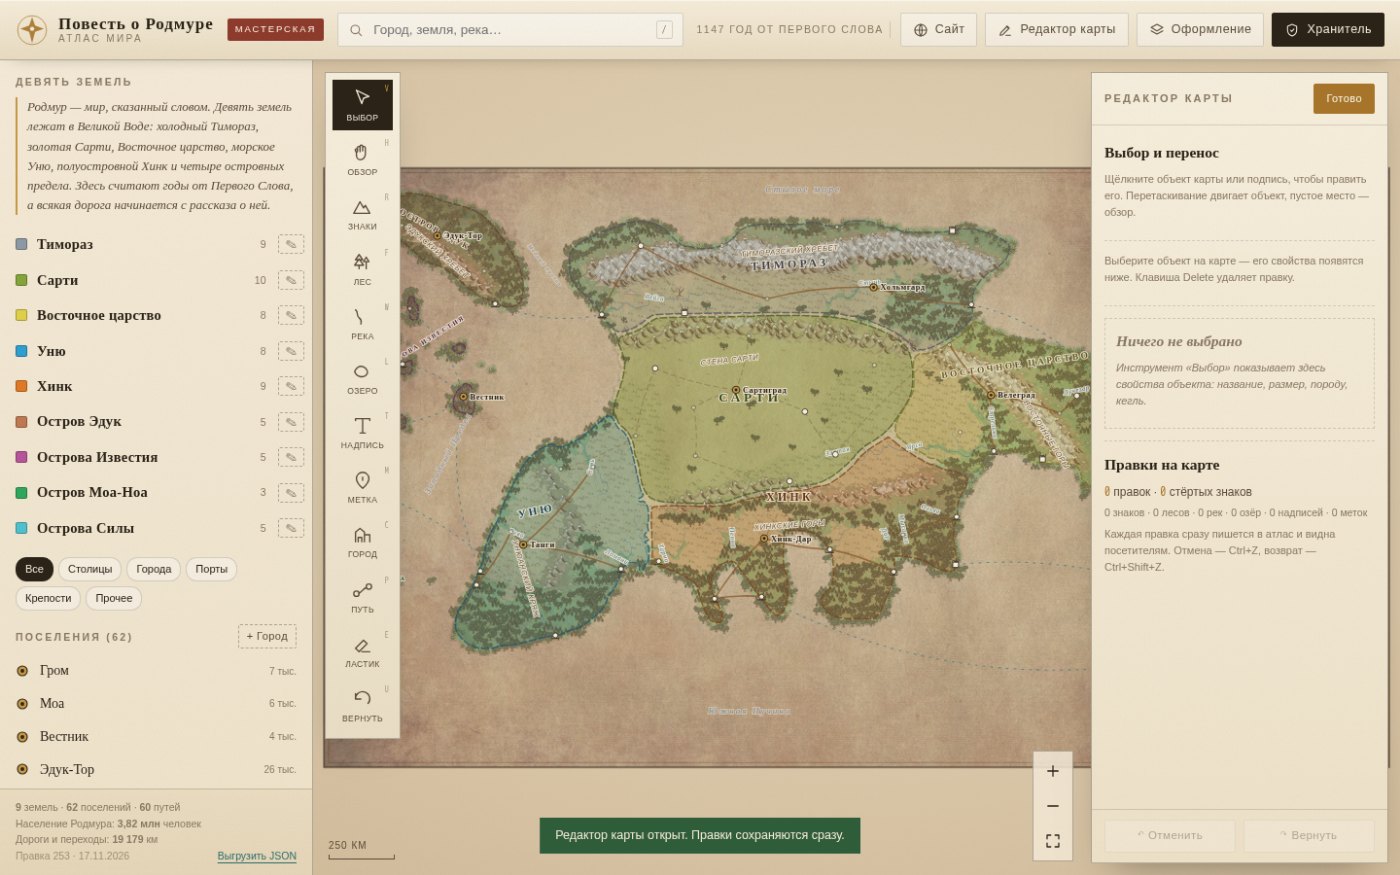 Повесть о Родмуре
АТЛАС МИРА
МАСТЕРСКАЯ
Город, земля, река…
/
1147 ГОД ОТ ПЕРВОГО СЛОВА
Сайт
Редактор карты
Оформление
Хранитель
ДЕВЯТЬ ЗЕМЕЛЬ
Родмур — мир, сказанный словом. Девять земель
лежат в Великой Воде: холодный Тимораз,
золотая Сарти, Восточное царство, морское
Уню, полуостровной Хинк и четыре островных
предела. Здесь считают годы от Первого Слова,
а всякая дорога начинается с рассказа о ней.
Тимораз 9
Сарти 10
Восточное царство 8
Уню 8
Хинк 9
Остров Эдук 5
Острова Известия 5
Остров Моа-Ноа 3
Острова Силы 5
Все
Столицы
Города
Порты
Крепости
Прочее
ПОСЕЛЕНИЯ (62)
+ Город
Гром 7 тыс.
Моа 6 тыс.
Вестник 4 тыс.
Эдук-Тор 26 тыс.
9 земель · 62 поселений · 60 путей
Население Родмура: 3,82 млн человек
Дороги и переходы: 19 179 км
Правка 253 · 17.11.2026
Выгрузить JSON
ВЫБОР V
ОБЗОР H
ЗНАКИ R
ЛЕС F
РЕКА W
ОЗЕРО L
НАДПИСЬ T
МЕТКА M
ГОРОД C
ПУТЬ P
ЛАСТИК E
ВЕРНУТЬ U
Эдук-Тор
ТИМОРАЗСКИЙ ХРЕБЕТ
ТИМОРАЗ
Хольмгард
СТЕНА САРТИ
ВОСТОЧНОЕ ЦАРСТВО
Сартиград
САРТИ
Велеград
Вестник
УНЮ
Танги
ХИНК
ХИНКСКИЕ ГОРЫ
Хинк-Дар
Южная Пучина
250 КМ
Редактор карты открыт. Правки сохраняются сразу.
РЕДАКТОР КАРТЫ
Готово
Выбор и перенос
Щёлкните объект карты или подпись, чтобы править
его. Перетаскивание двигает объект, пустое место —
обзор.
Выберите объект на карте — его свойства появятся
ниже. Клавиша Delete удаляет правку.
Ничего не выбрано
Инструмент «Выбор» показывает здесь
свойства объекта: название, размер, породу,
кегль.
Правки на карте
0 правок · 0 стёртых знаков
0 знаков · 0 лесов · 0 рек · 0 озёр · 0 надписей · 0 меток
Каждая правка сразу пишется в атлас и видна
посетителям. Отмена — Ctrl+Z, возврат —
Ctrl+Shift+Z.
↶ Отменить
↷ Вернуть